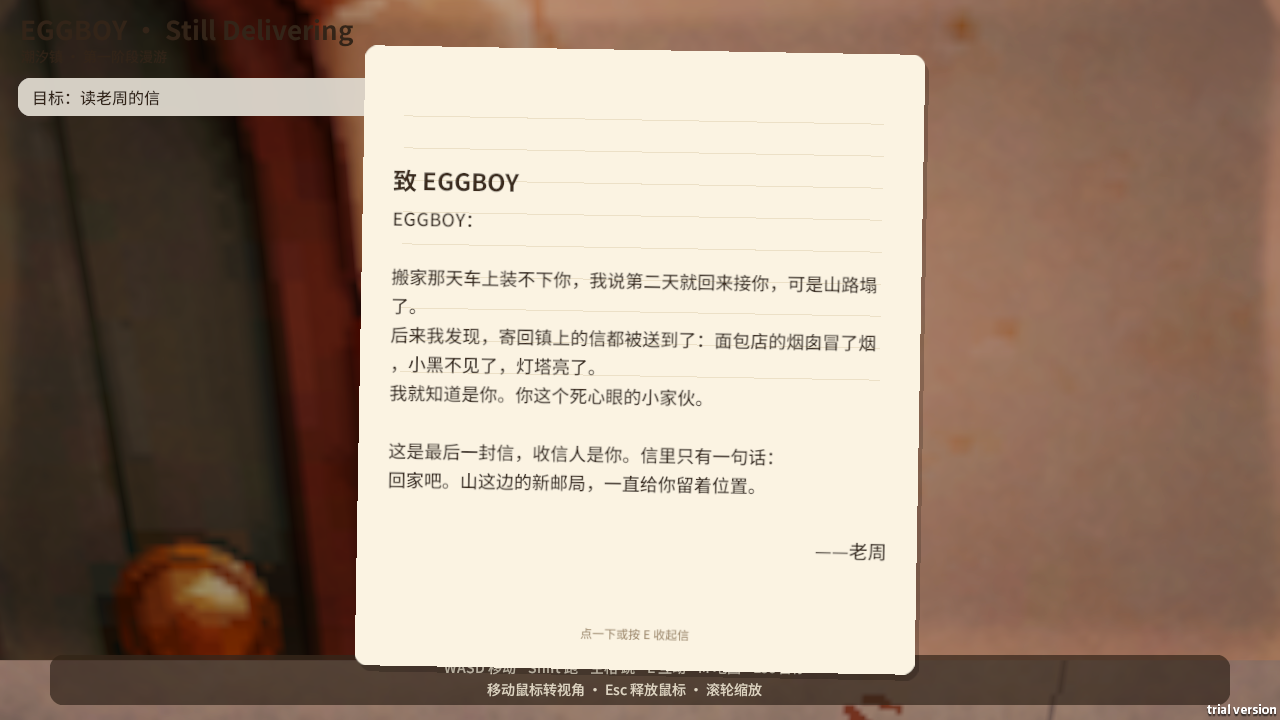 EGGBOY · Still Delivering
目标：读老周的信
致 EGGBOY
EGGBOY：
搬家那天车上装不下你，我说第二天就回来接你，可是山路塌
了。
后来我发现，寄回镇上的信都被送到了：面包店的烟囱冒了烟
，小黑不见了，灯塔亮了。
我就知道是你。你这个死心眼的小家伙。
这是最后一封信，收信人是你。信里只有一句话：
回家吧。山这边的新邮局，一直给你留着位置。
——老周
点一下或按 E 收起信
WASD 移动
移动鼠标转视角 · Esc 释放鼠标 · 滚轮缩放
trial version